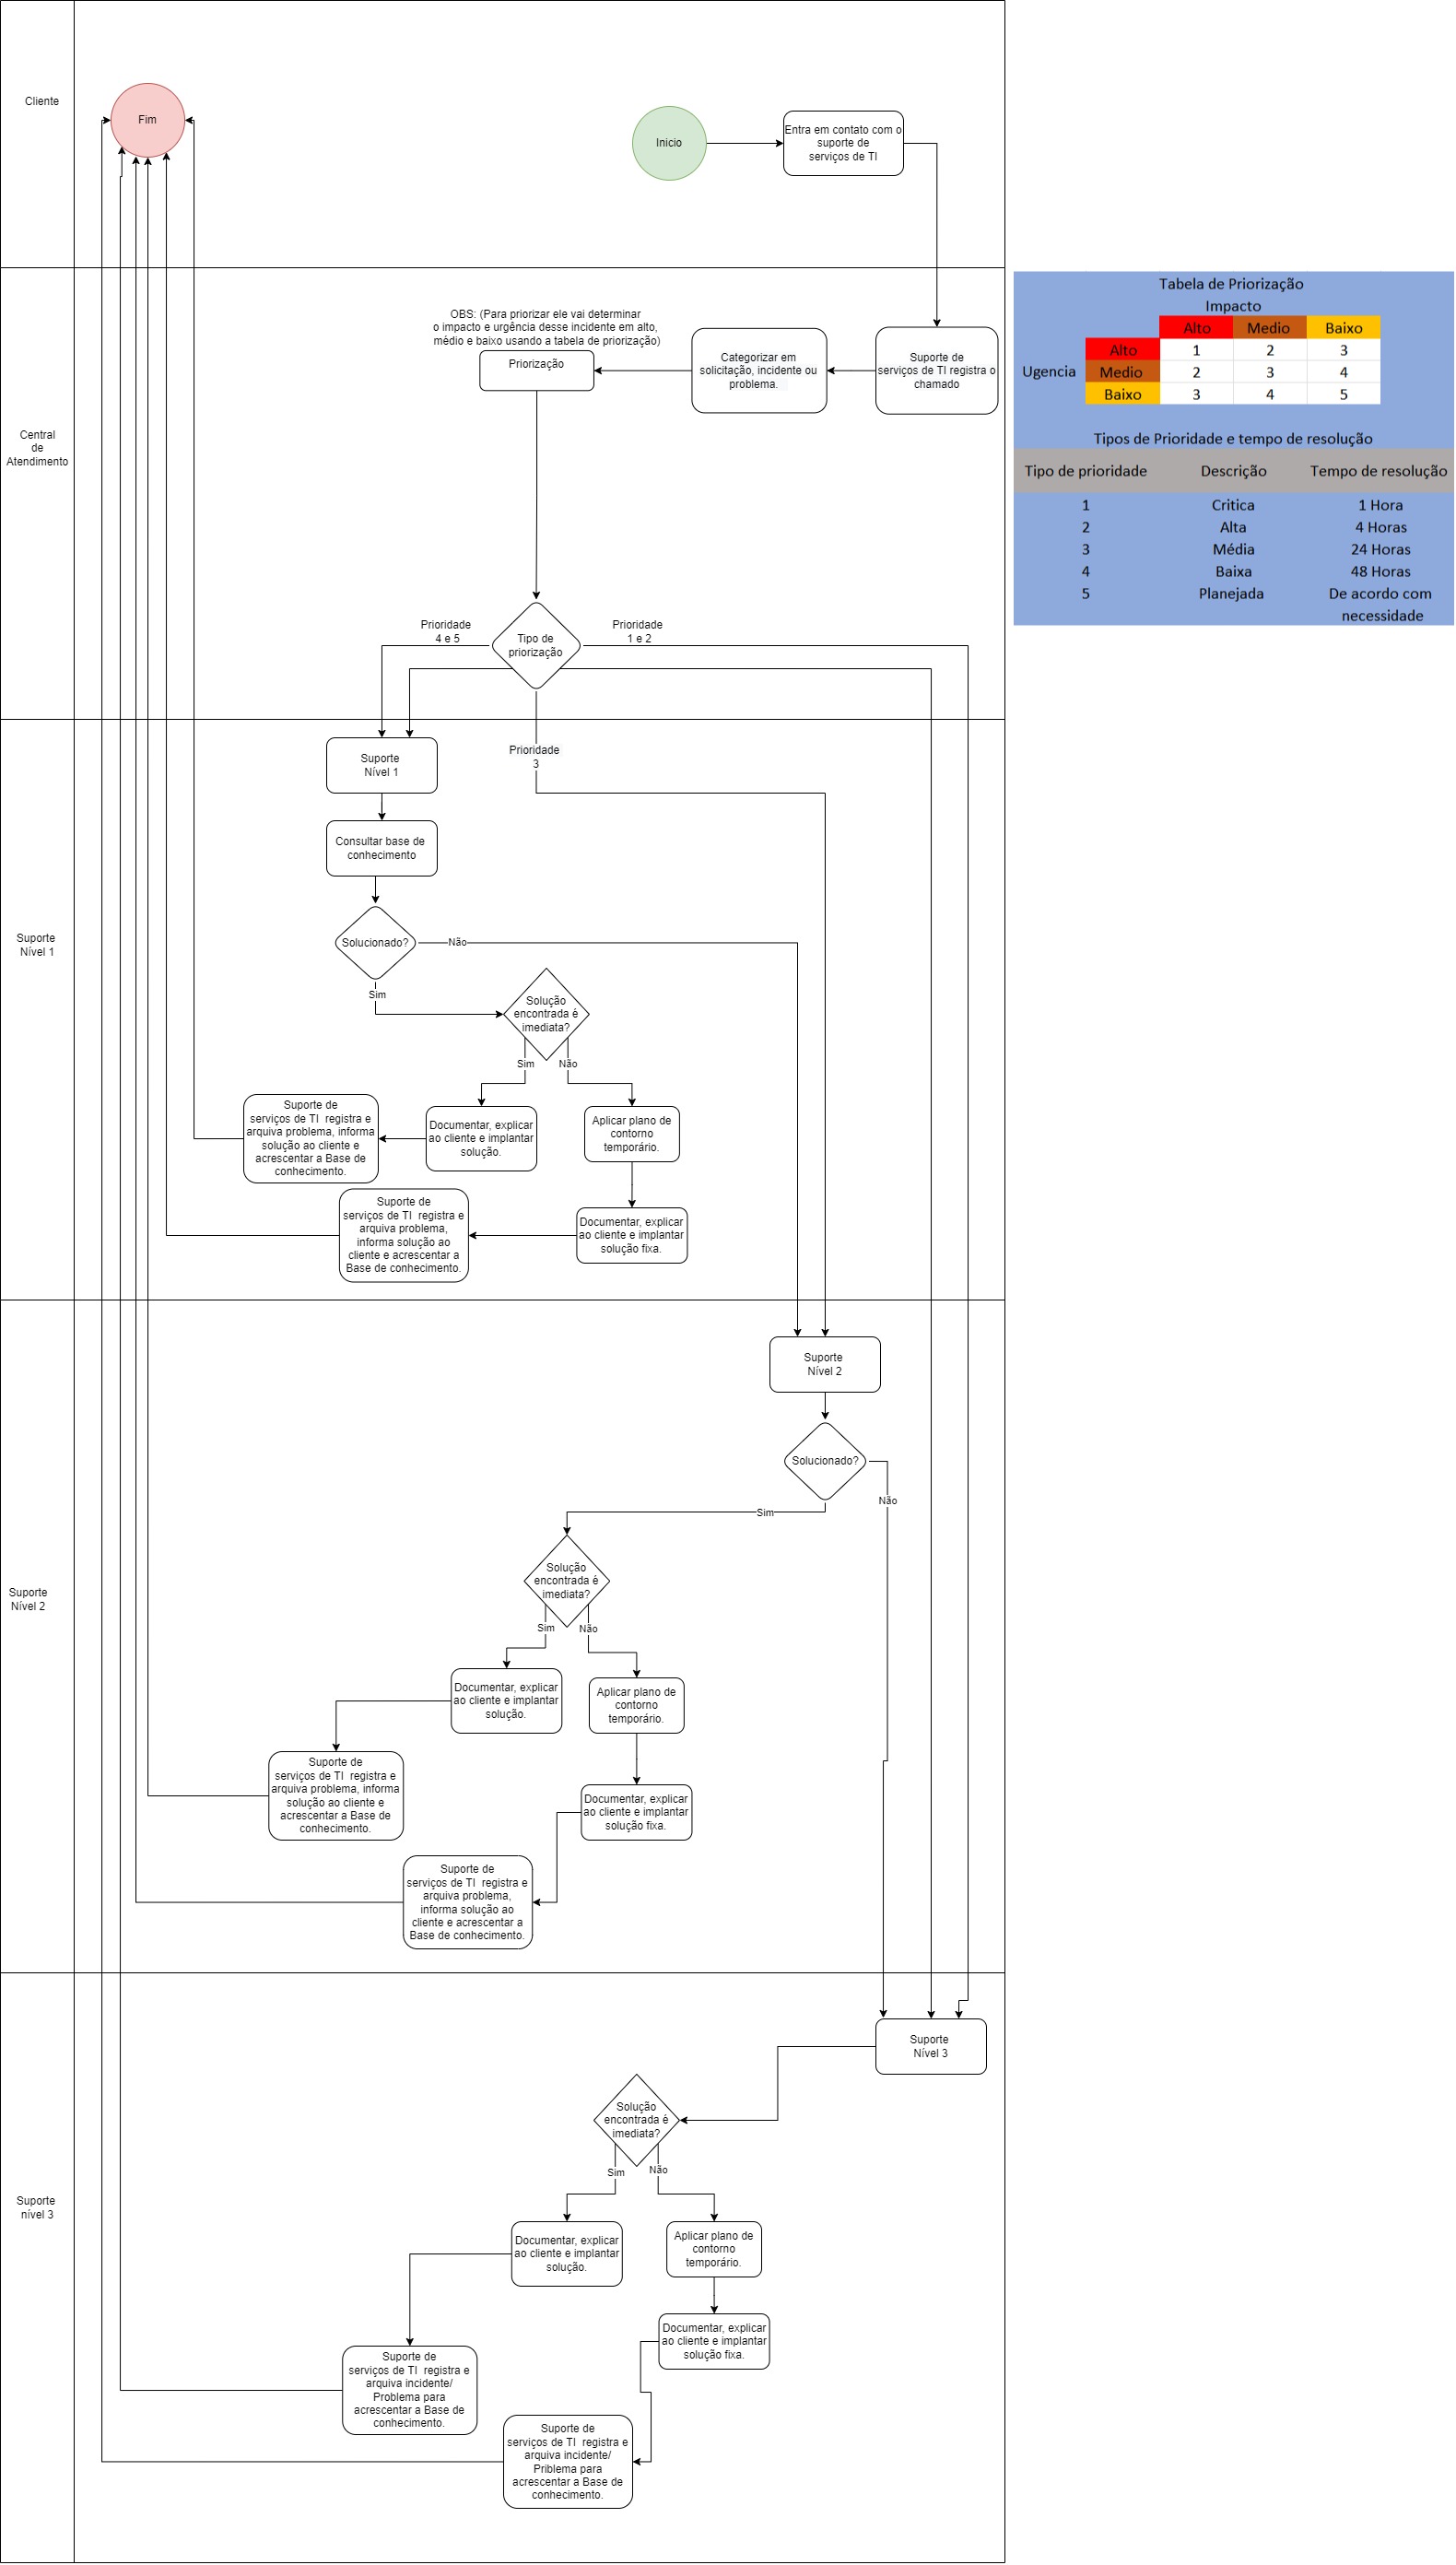 Cliente
Fim
Inicio
Entra em contato com o
suporte de
serviços de TI
Central
de
Atendimento
OBS: (Para priorizar ele vai determinar
o impacto e urgência desse incidente em alto,
médio e baixo usando a tabela de priorização)
Priorização
Categorizar em
solicitação, incidente ou
problema.
Suporte de
serviços de TI registra o
chamado
Prioridade
4 e 5
Tipo de
priorização
Prioridade
1 e 2
Tabela de Priorização
Impacto
Alto Medio Baixo
Alto 1 2 3
Ugencia Medio 2 3 4
Baixo 3 4 5
Tipos de Prioridade e tempo de resolução
Tipo de prioridade Descrição Tempo de resolução
1 Critica 1 Hora
2 Alta 4 Horas
3 Média 24 Horas
4 Baixa 48 Horas
5 Planejada De acordo com
necessidade
Suporte
Nível 1
Suporte
Nível 1
Prioridade
3
Consultar base de
conhecimento
Solucionado?
Não
Sim
Solução
encontrada é
imediata?
Sim
Não
Suporte de
serviços de TI registra e
arquiva problema, informa
solução ao cliente e
acrescentar a Base de
conhecimento.
Documentar, explicar
ao cliente e implantar
solução.
Aplicar plano de
contorno
temporário.
Suporte de
serviços de TI registra e
arquiva problema,
informa solução ao
cliente e acrescentar a
Base de conhecimento.
Documentar, explicar
ao cliente e implantar
solução fixa.
Suporte
Nível 2
Suporte
Nível 2
Solucionado?
Não
Sim
Solução
encontrada é
imediata?
Sim
Não
Documentar, explicar
ao cliente e implantar
solução.
Aplicar plano de
contorno
temporário.
Suporte de
serviços de TI registra e
arquiva problema, informa
solução ao cliente e
acrescentar a Base de
conhecimento.
Documentar, explicar
ao cliente e implantar
solução fixa.
Suporte de
serviços de TI registra e
arquiva problema,
informa solução ao
cliente e acrescentar a
Base de conhecimento.
Suporte
nível 3
Suporte
Nível 3
Solução
encontrada é
imediata?
Sim
Não
Documentar, explicar
ao cliente e implantar
solução.
Aplicar plano de
contorno
temporário.
Documentar, explicar
ao cliente e implantar
solução fixa.
Suporte de
serviços de TI registra e
arquiva incidente/
Problema para
acrescentar a Base de
conhecimento.
Suporte de
serviços de TI registra e
arquiva incidente/
Priblema para
acrescentar a Base de
conhecimento.